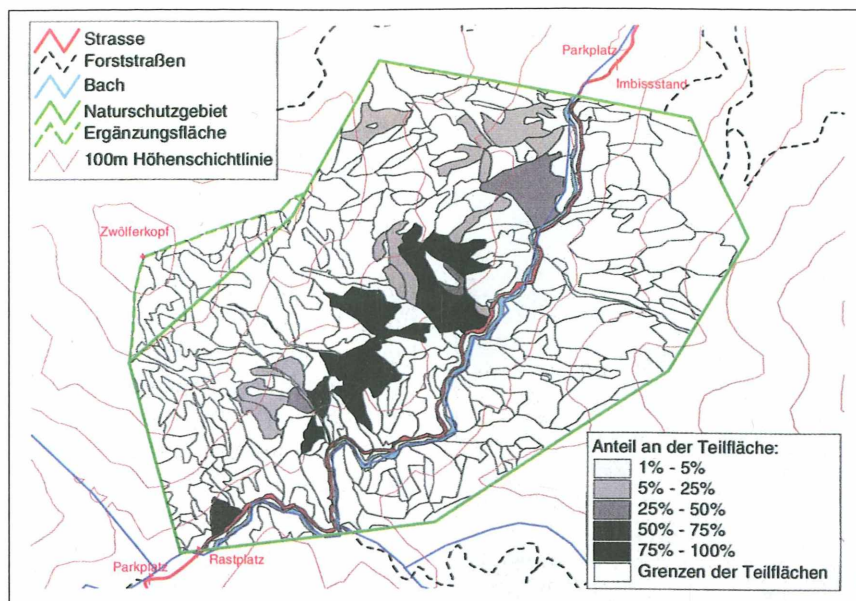 Strasse
Forststraßen
Bach
Naturschutzgebiet
Ergänzungsfläche
100m Höhenschichtlinie
Parkplatz
Imbissstand
Zwölferkopf
Parkplatz
Rastplatz
Anteil an der Teilfläche:
1% - 5%
5% - 25%
25% - 50%
50% - 75%
75% - 100%
Grenzen der Teilflächen